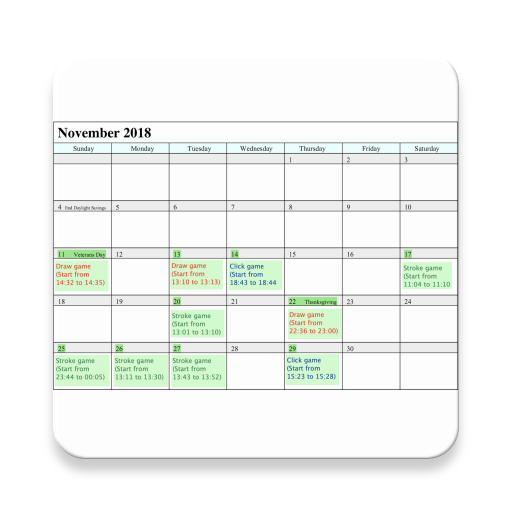 November 2018
Sunday Monday Tuesday Wednesday Thursday Friday Saturday
1 2 3
4 End Daylight Savings 5 6 7 8 9 10
11 Veterans Day 12 13 14 15 16 17
Draw game
(Start from
14:32 to 14:35)
Draw game
(Start from
13:10 to 13:13)
Click game
(Start from
18:43 to 18:44
Stroke game
(Start from
11:04 to 11:10
18 19 20 21 22 Thanksgiving 23 24
Stroke game
(Start from
13:01 to 13:10)
Draw game
(Start from
22:36 to 23:00)
25 26 27 28 29 30
Stroke game
(Start from
23:44 to 00:05)
Stroke game
(Start from
13:11 to 13:30)
Stroke game
(Start from
13:43 to 13:52)
Click game
(Start from
15:23 to 15:28)